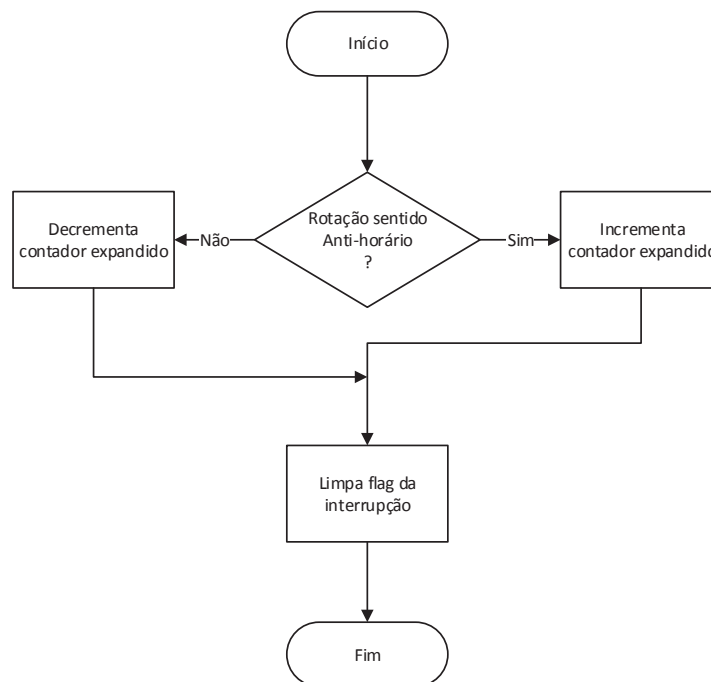 Início
Rotação sentido
Anti-horário
?
Não
Sim
Decrementa
contador expandido
Incrementa
contador expandido
Limpa flag da
interrupção
Fim